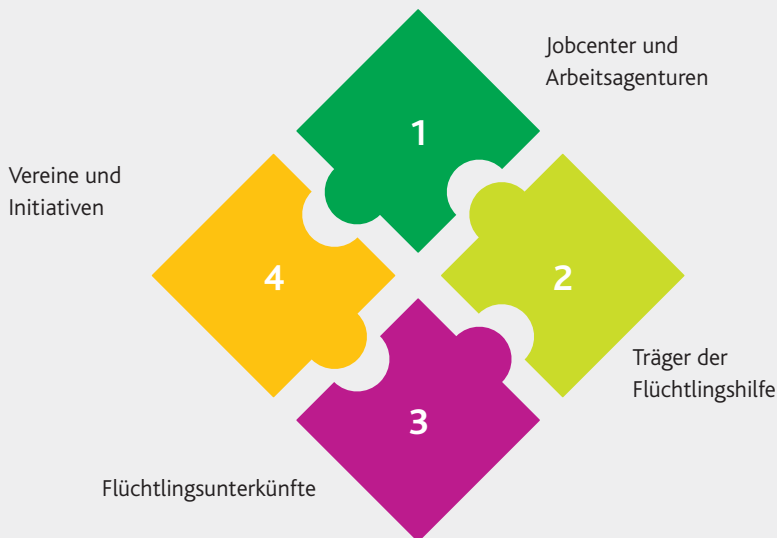 Jobcenter und
Arbeitsagenturen
1
Vereine und
Initiativen
4
2
Träger der
Flüchtlingshilfe
3
Flüchtlingsunterkünfte